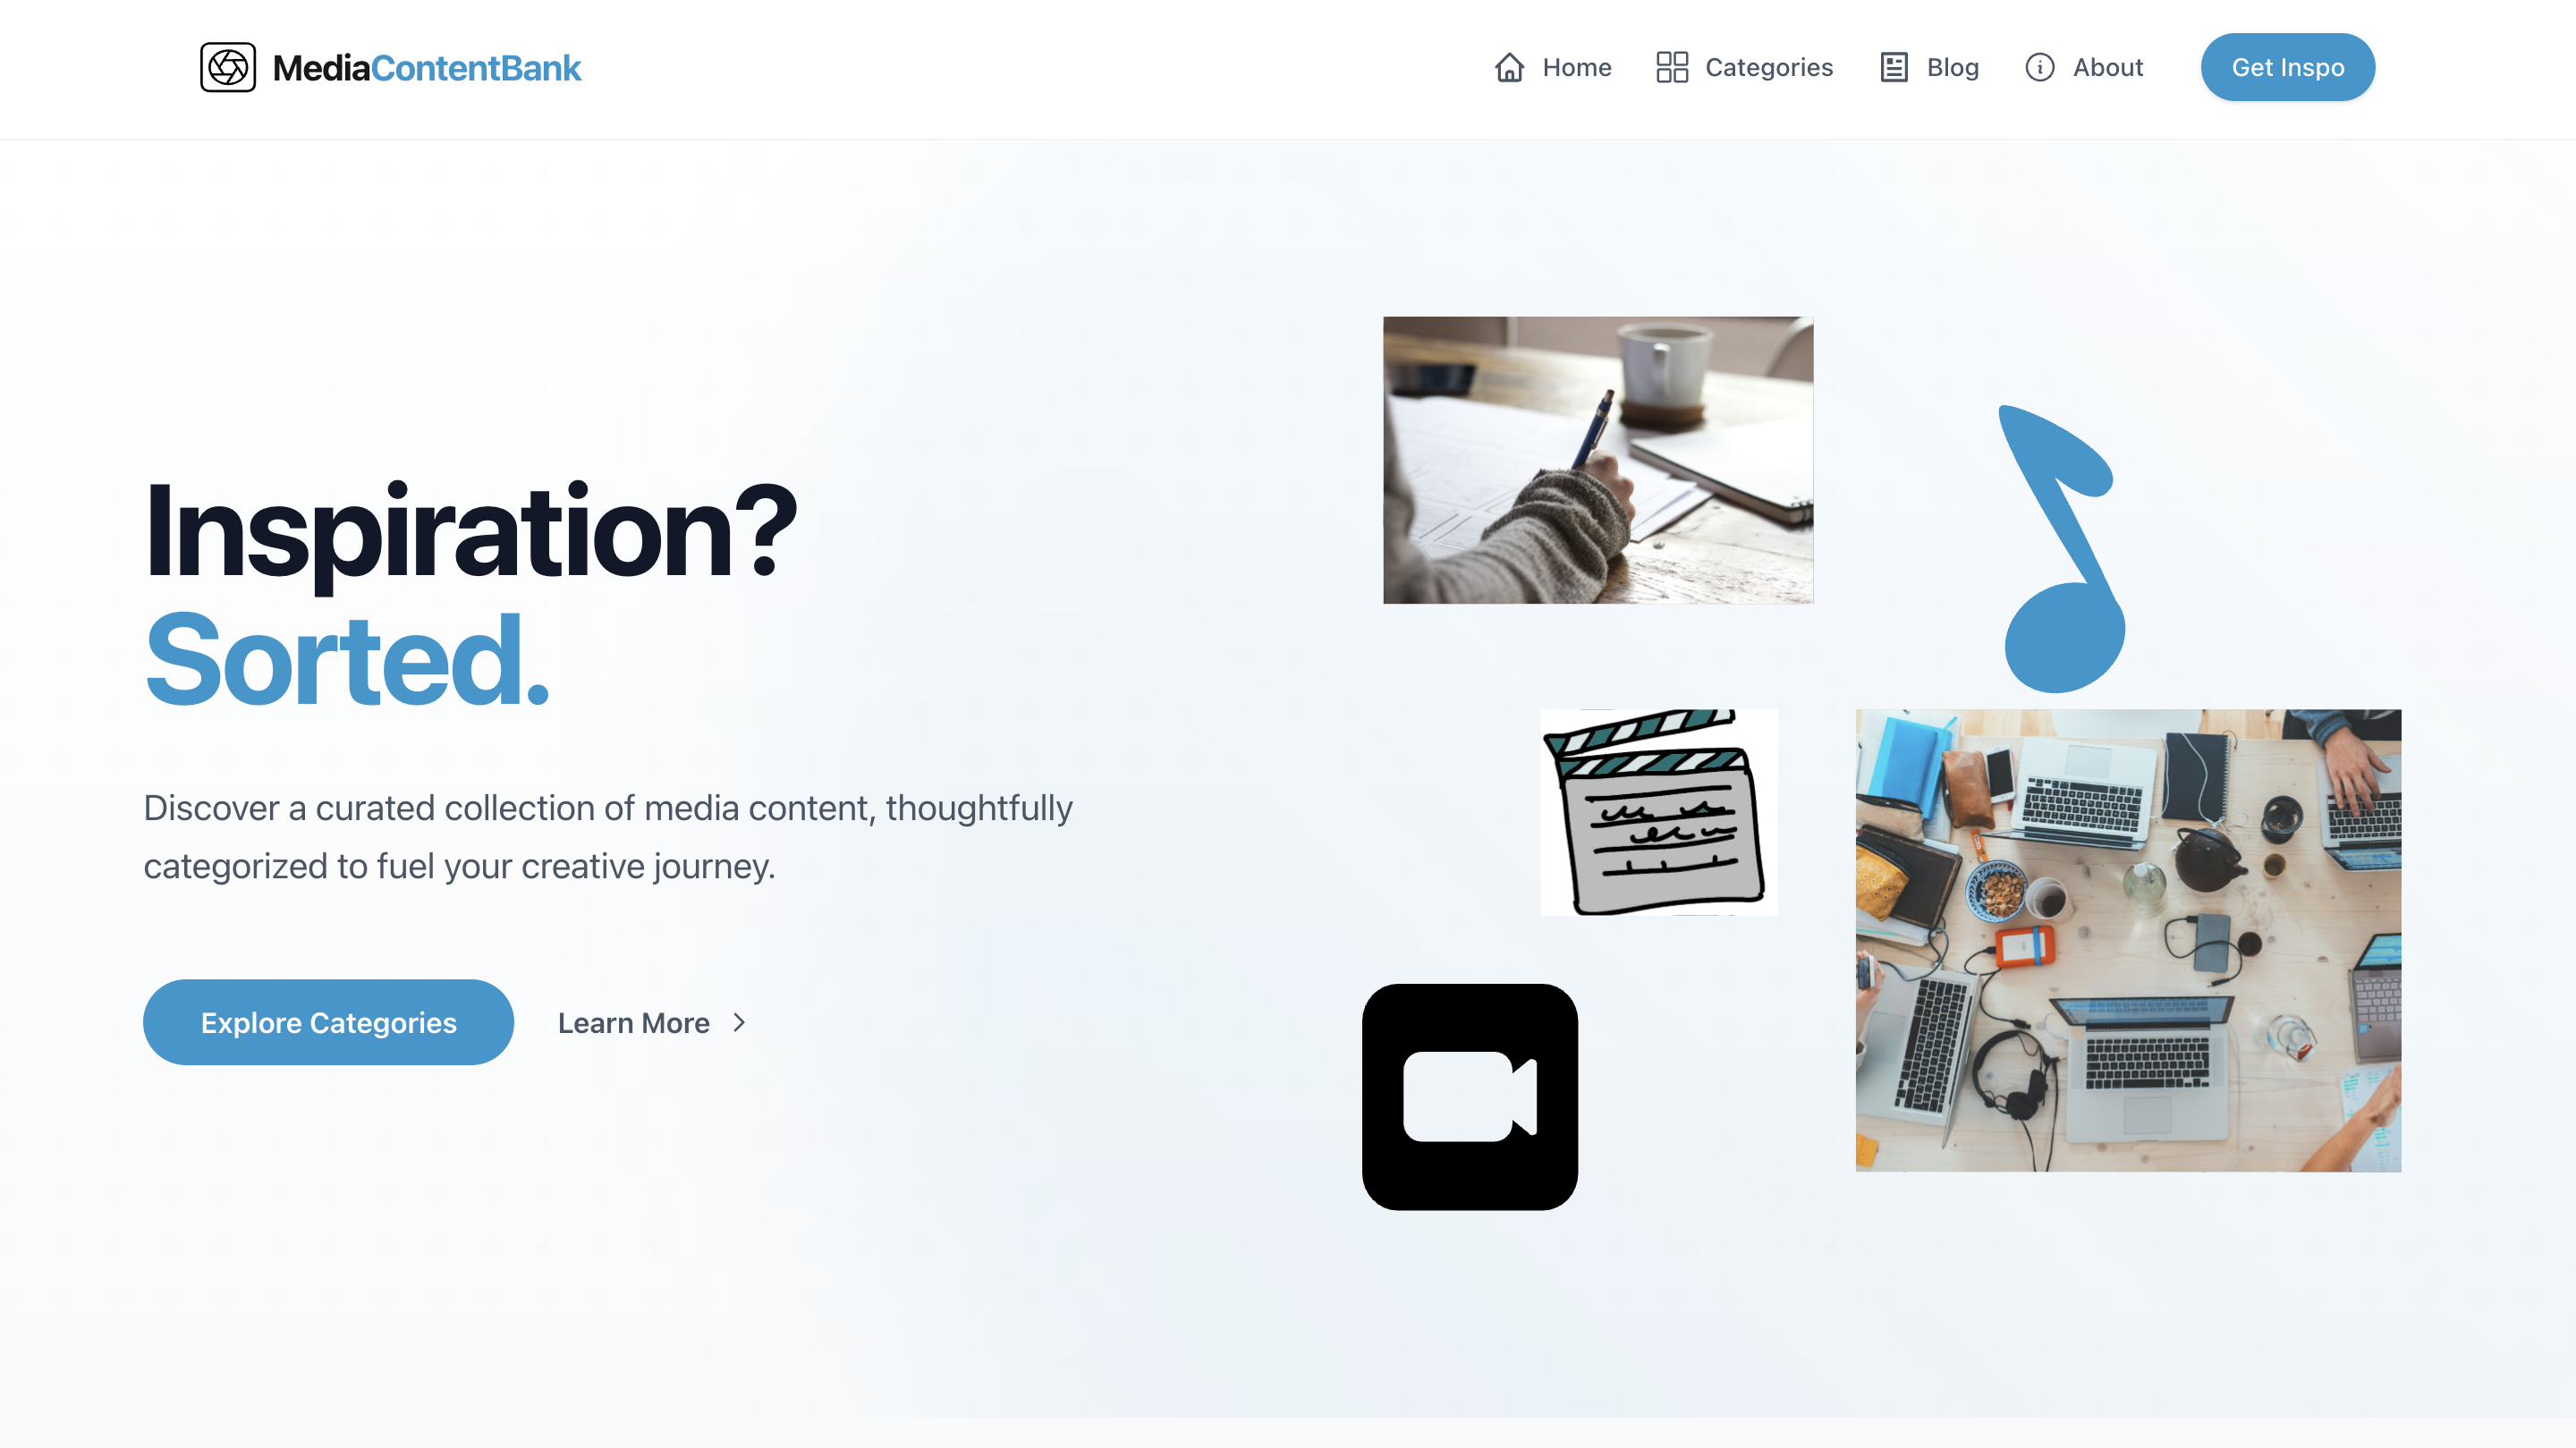 MediaContentBank
Home
Categories
Blog
About
Get Inspo
Inspiration?
Sorted.
Discover a curated collection of media content, thoughtfully
categorized to fuel your creative journey.
Explore Categories
Learn More